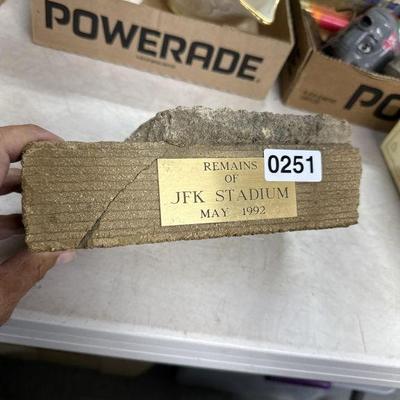 POWERADE
PO
REMAINS
OF
JFK STADIUM
MAY 1992
0251